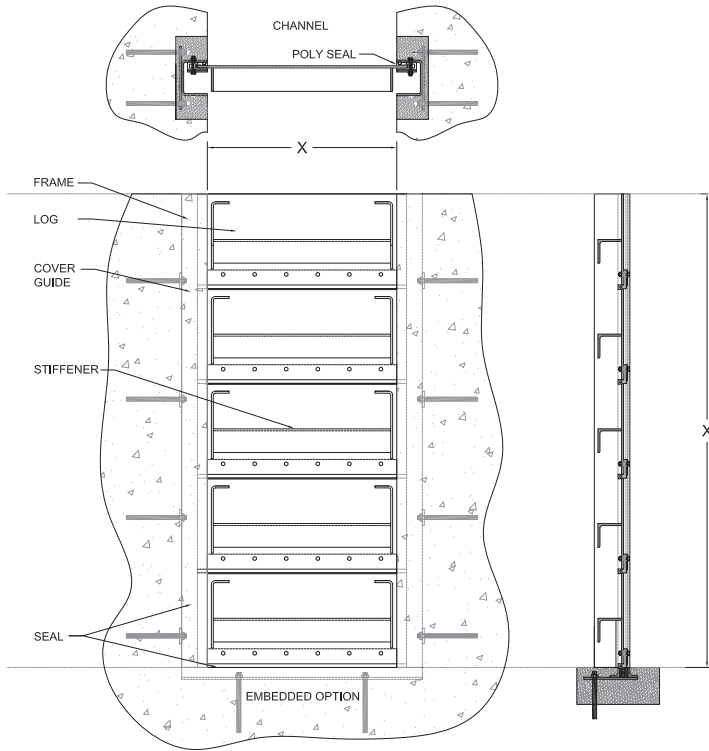 CHANNEL
POLY SEAL
X
FRAME
LOG
COVER
GUIDE
STIFFENER
X
SEAL
EMBEDDED OPTION